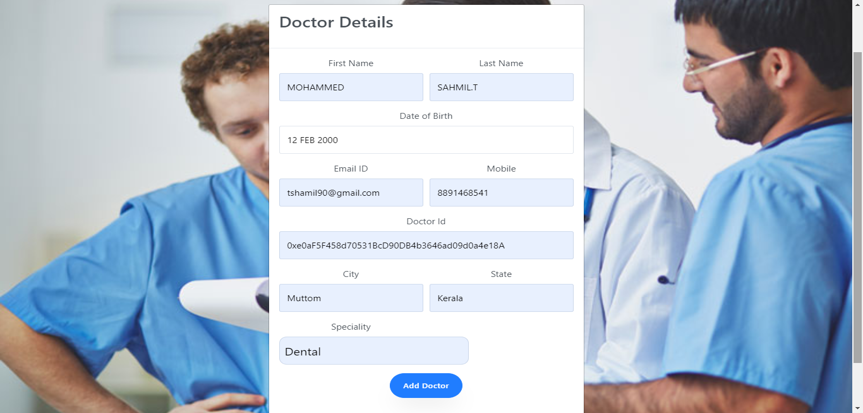 Doctor Details
First Name Last Name
MOHAMMED SAHMIL.T
Date of Birth
12 FEB 2000
Email ID Mobile
tshamil90@gmail.com 8891468541
Doctor Id
0xe0aF5F458d70531BcD90DB4b3646ad09d0a4e18A
City State
Muttom Kerala
Speciality
Dental
Add Doctor